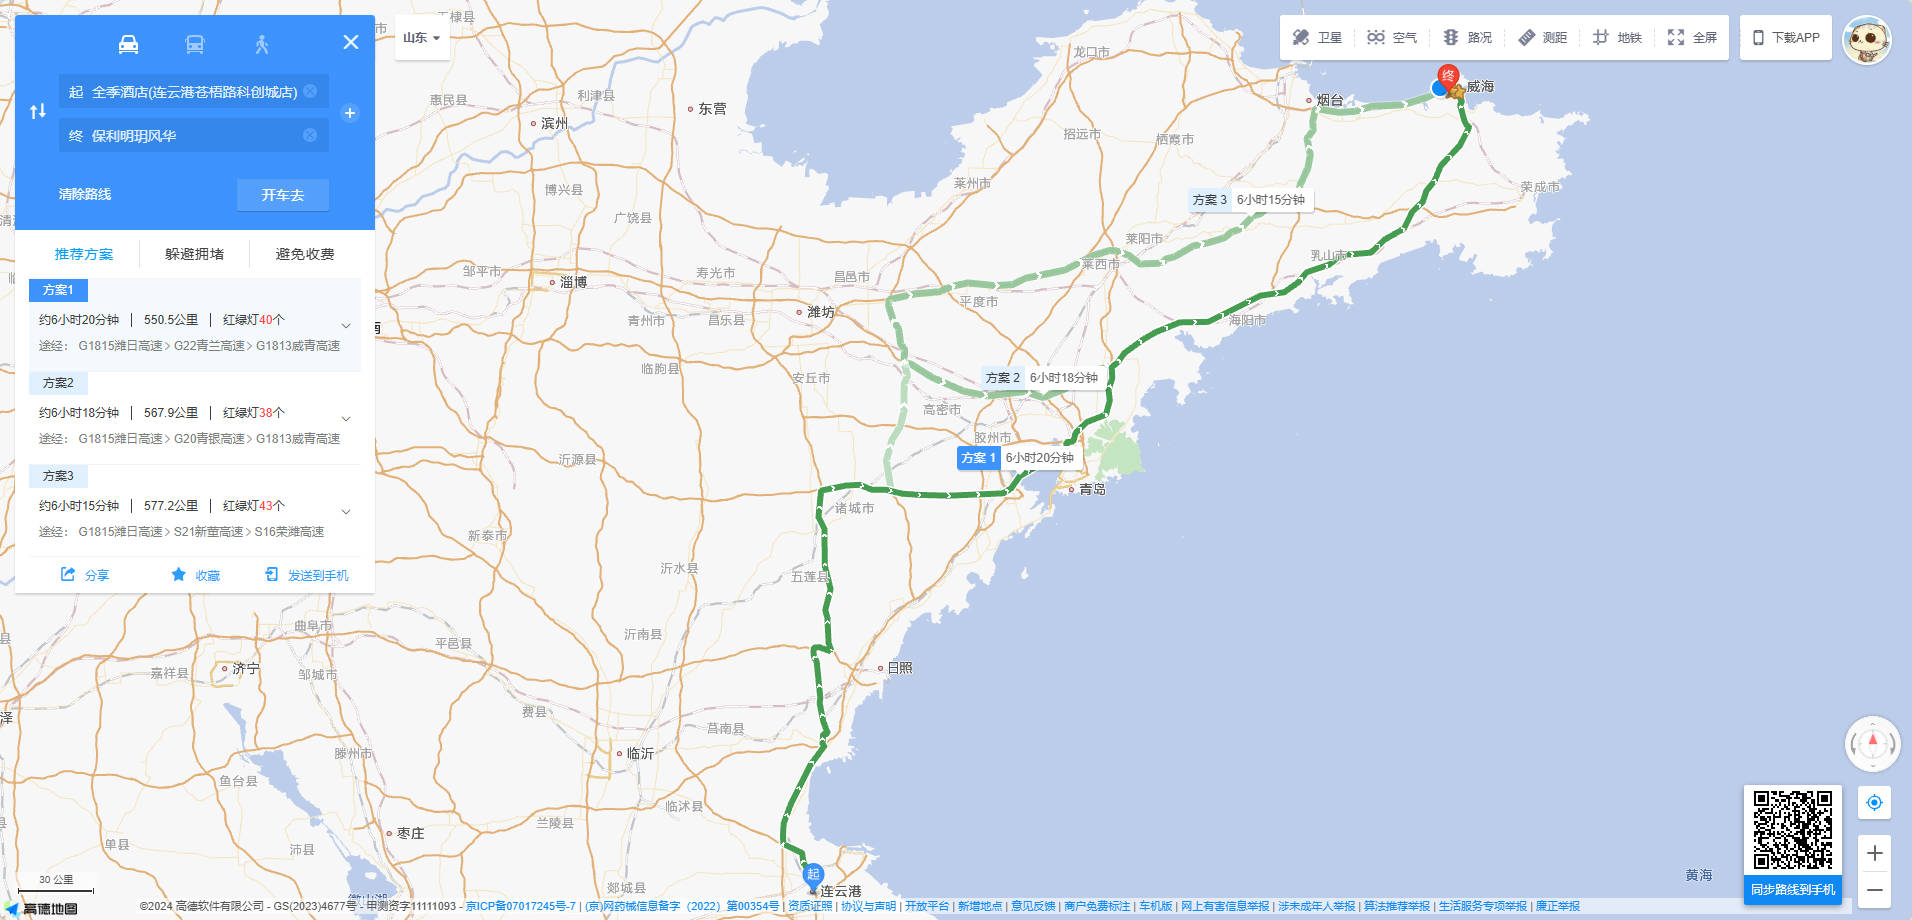 起 全季酒店(连云港苍梧路科创城店)
终 保利明玥风华
清除路线
开车去
推荐方案
躲避拥堵
避免收费
方案1
约6小时20分钟 | 550.5公里 | 红绿灯40个
途经： G1815潍日高速 > G22青兰高速 > G1813威青高速
方案2
约6小时18分钟 | 567.9公里 | 红绿灯38个
途经： G1815潍日高速 > G20青银高速 > G1813威青高速
方案3
约6小时15分钟 | 577.2公里 | 红绿灯43个
途经： G1815潍日高速 > S21新董高速 > S16荣潍高速
分享
收藏
发送到手机
山东
卫星
空气
路况
测距
地铁
全屏
下载APP
龙口市
终
威海
惠民县
利津县
东营
烟台
滨州
招远市
栖霞市
博兴县
莱州市
荣成市
广饶县
方案 3 6小时15分钟
莱阳市
乳山市
邹平市
淄博
寿光市
昌邑市
莱西市
平度市
青州市
昌乐县
潍坊
海阳市
临朐县
安丘市
方案 2 6小时18分钟
高密市
胶州市
沂源县
方案 1 6小时20分钟
青岛
诸城市
新泰市
沂水县
五莲县
曲阜市
平邑县
沂南县
嘉祥县
济宁
邹城市
日照
费县
莒南县
滕州市
临沂
鱼台县
临沭县
枣庄
兰陵县
单县
沛县
起
连云港
郯城县
微山湖
黄海
同步路线到手机
30 公里
高德地图
©2024 高德软件有限公司 - GS(2023)4677号 - 甲测资字11111093 - 京ICP备07017245号-7 | (京)网药械信息备字（2022）第00354号 | 资质证照 | 协议与声明 | 开放平台 | 新增地点 | 意见反馈 | 商户免费标注 | 车机版 | 网上有害信息举报 | 涉未成年人举报 | 算法推荐举报 | 生活服务专项举报 | 廉正举报